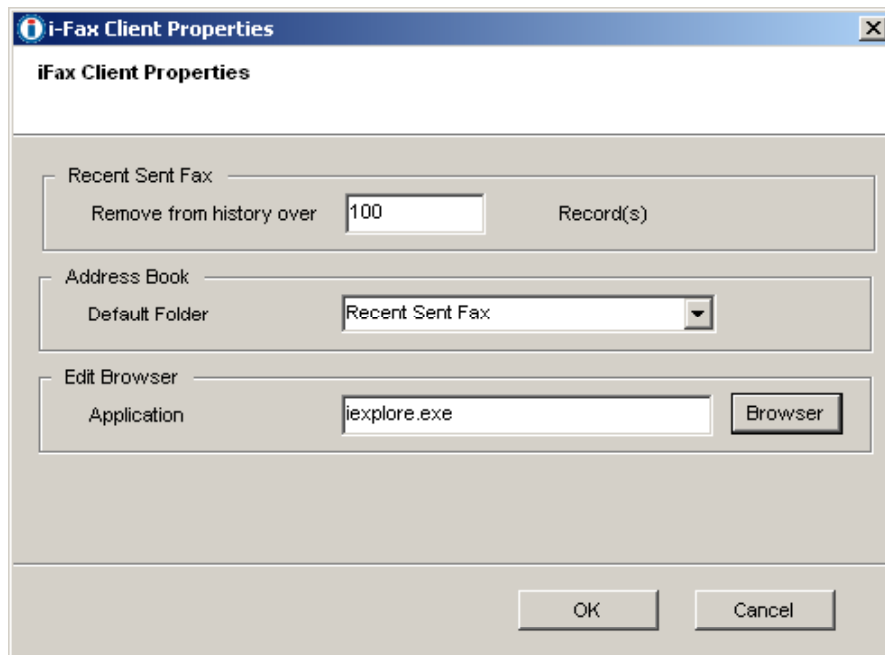 i-Fax Client Properties
iFax Client Properties
Recent Sent Fax
Remove from history over 100 Record(s)
Address Book
Default Folder Recent Sent Fax
Edit Browser
Application iexplore.exe Browser
OK Cancel